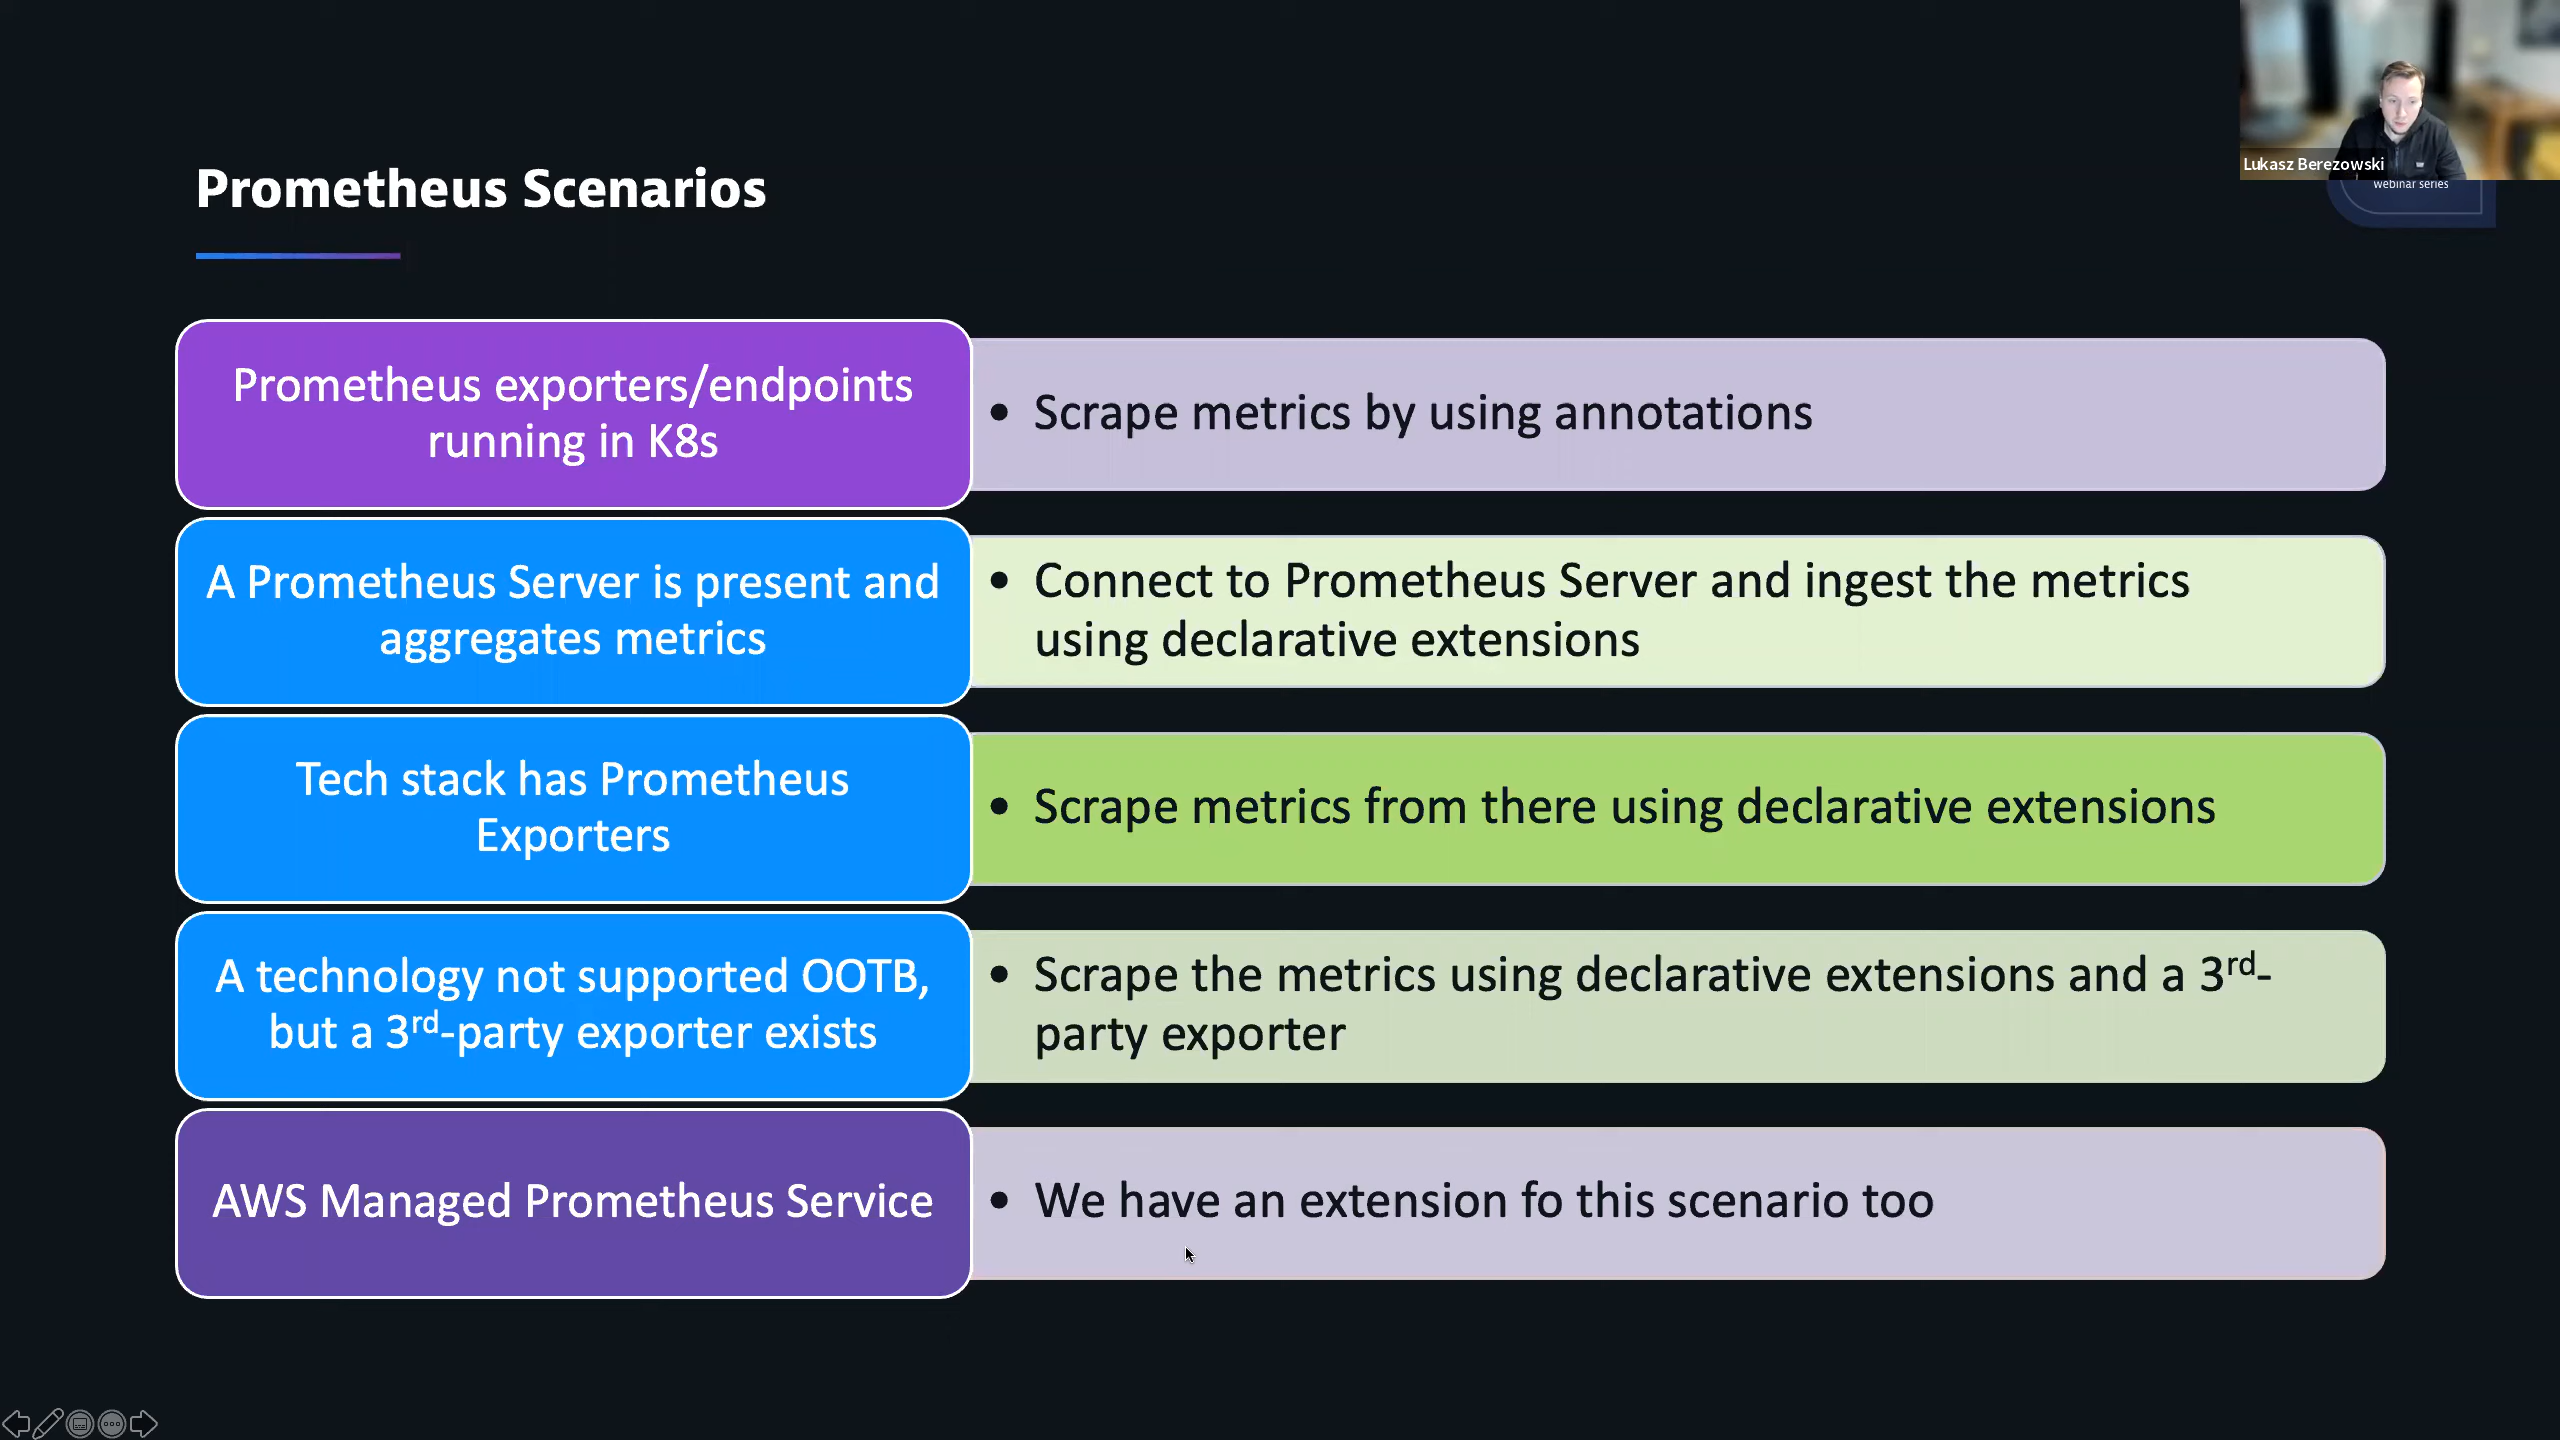 Lukasz Berezowski
webinar series
Prometheus Scenarios
Prometheus exporters/endpoints
running in K8s
• Scrape metrics by using annotations
A Prometheus Server is present and
aggregates metrics
• Connect to Prometheus Server and ingest the metrics
using declarative extensions
Tech stack has Prometheus
Exporters
• Scrape metrics from there using declarative extensions
A technology not supported OOTB,
but a 3rd-party exporter exists
• Scrape the metrics using declarative extensions and a 3rd-
party exporter
AWS Managed Prometheus Service
• We have an extension fo this scenario too